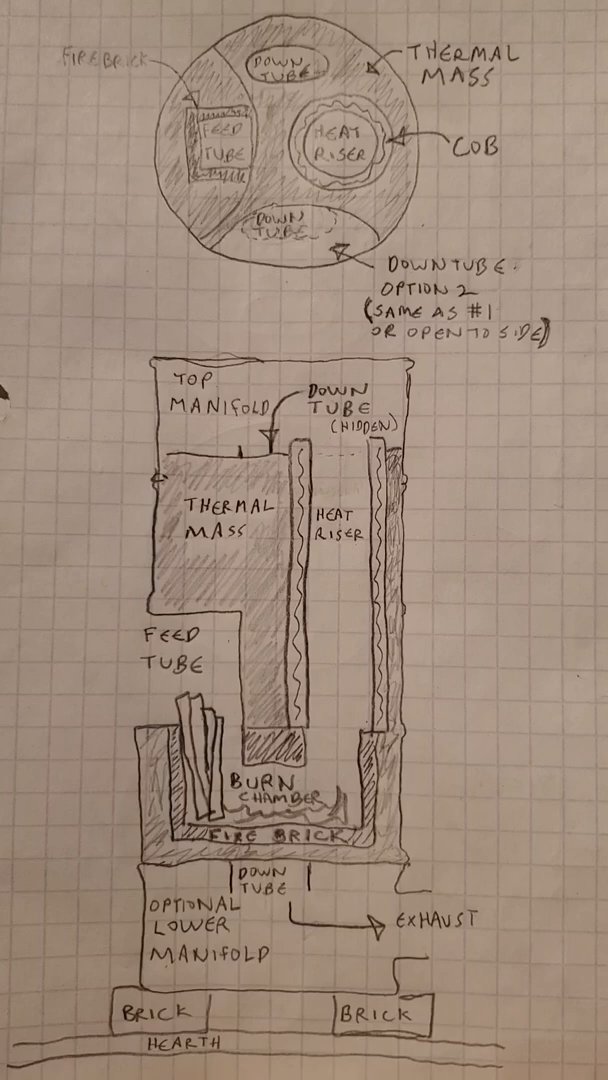 FIREBRICK
DOWN
TUBE
THERMAL
MASS
FEED
TUBE
HEAT
RISER
COB
DOWN
TUBE
DOWNTUBE
OPTION 2
(SAME AS #1
OR OPEN TO SIDE)
TOP
MANIFOLD
DOWN
TUBE
(HIDDEN)
THERMAL
MASS
HEAT
RISER
FEED
TUBE
BURN
CHAMBER
FIRE BRICK
DOWN
TUBE
OPTIONAL
LOWER
MANIFOLD
EXHAUST
BRICK
BRICK
HEARTH